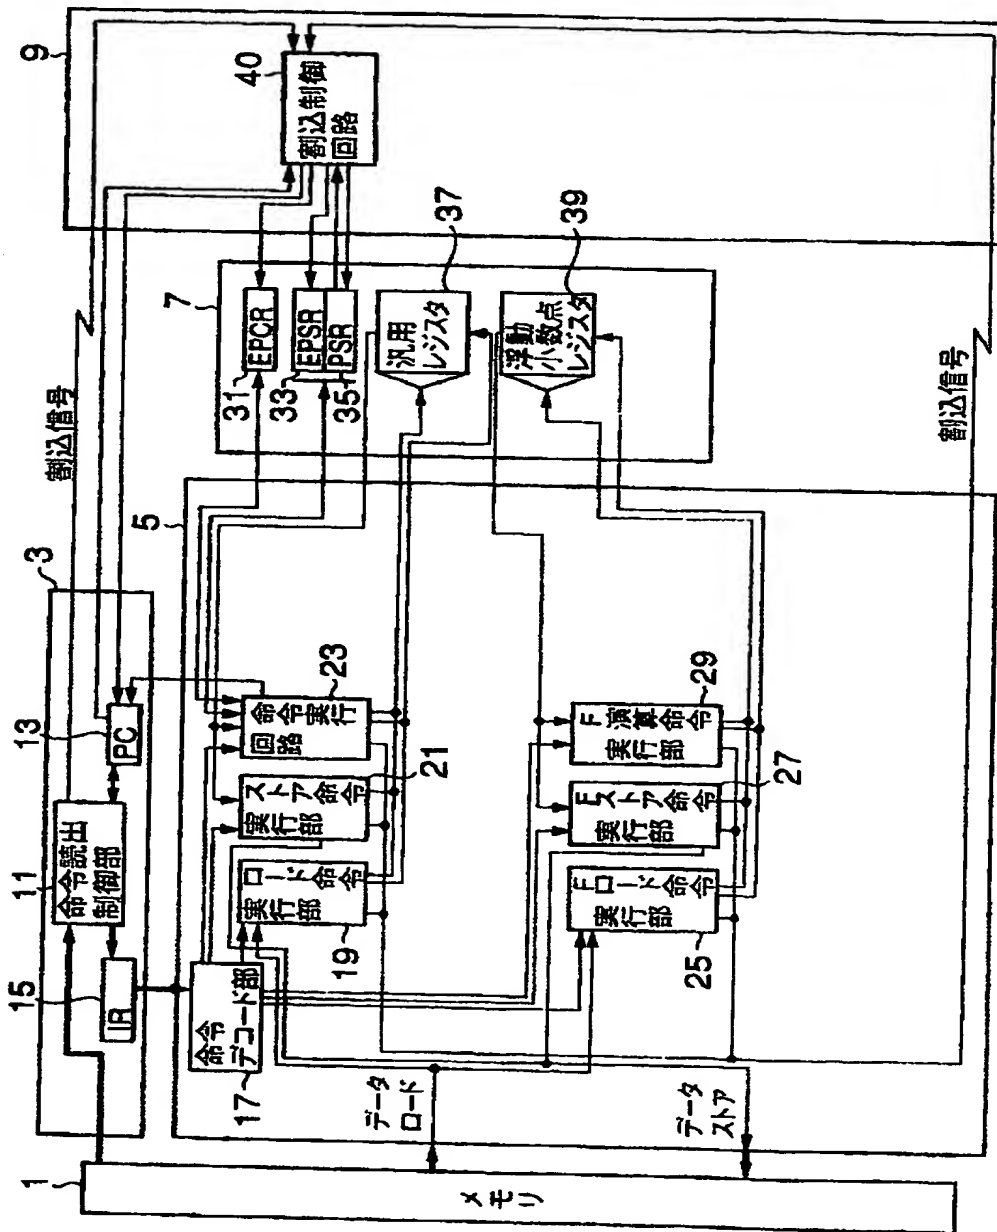 1
メモリ
3
11
命令読出
制御部
13
PC
15
IR
割込信号
5
17
命令
デコード部
19
ロード命令
実行部
21
ストア命令
実行部
23
命令実行
回路
25
Fロード命令
実行部
27
Fストア命令
実行部
29
F演算命令
実行部
データ
ロード
データ
ストア
7
31
EPCR
33
EPSR
35
PSR
37
汎用
レジスタ
39
浮動
小数点
レジスタ
9
40
割込制御
回路
割込信号